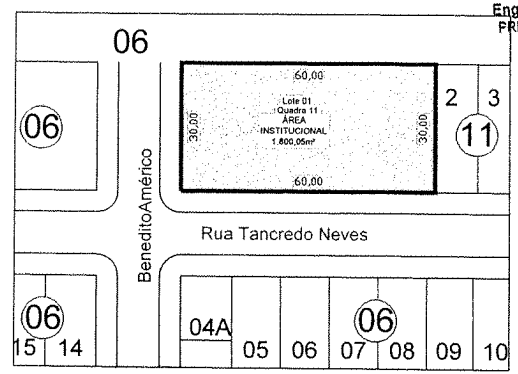 Eng
PR
06
60,00
2
3
Lote 01
Quadra 11
ÁREA
INSTITUCIONAL
1.800,05m²
30,00
30,00
06
11
60,00
BeneditoAmérico
Rua Tancredo Neves
06
04A
06
15
14
05
06
07
08
09
10